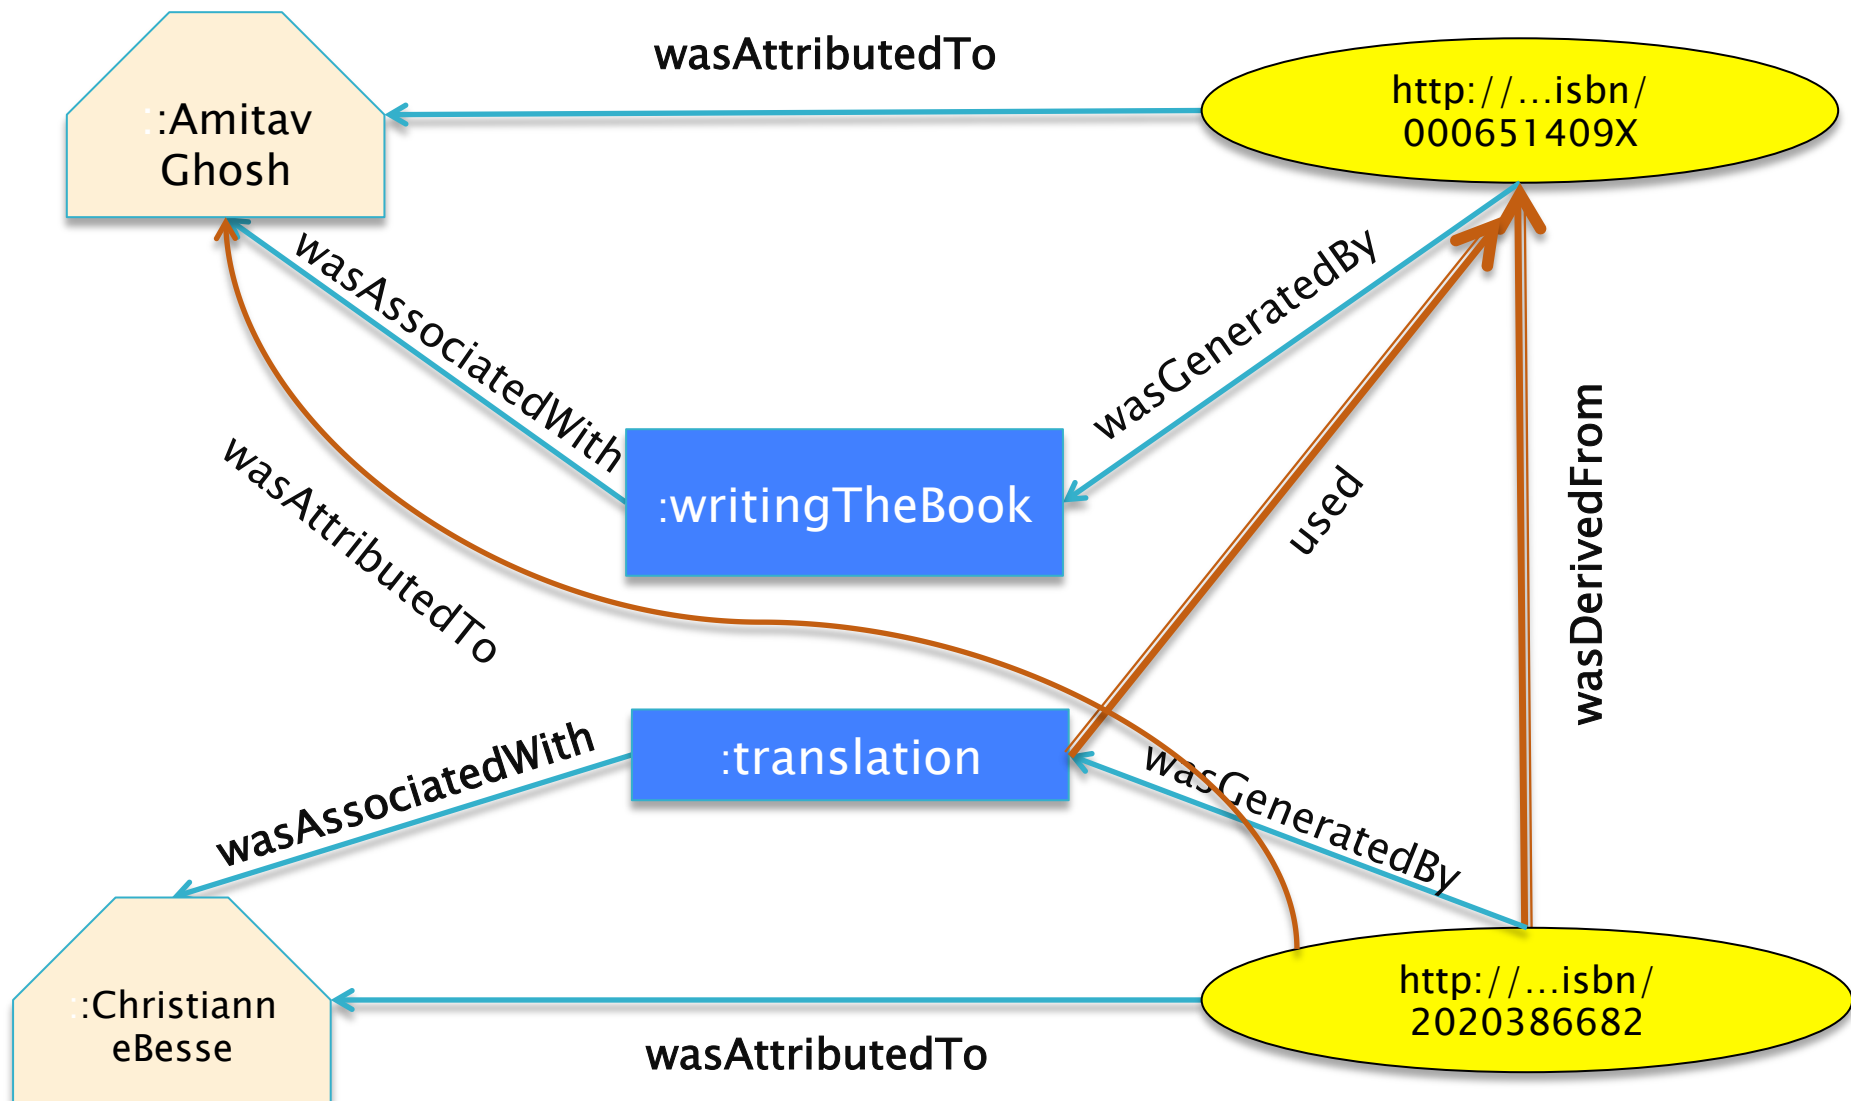 wasAttributedTo
http://...isbn/
000651409X
::Amitav
Ghosh
wasAssociatedWith
wasGeneratedBy
wasAttributedTo
:writingTheBook
used
wasDerivedFrom
wasAssociatedWith
:translation
wasGeneratedBy
::Christiann
eBesse
http://...isbn/
2020386682
wasAttributedTo